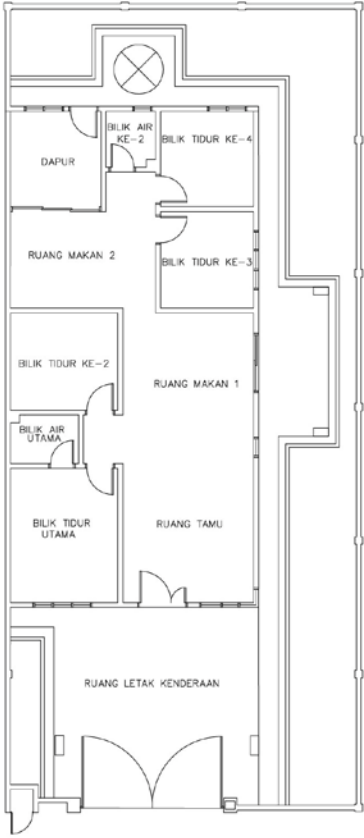 BILIK AIR
KE-2
BILIK TIDUR KE-4
DAPUR
RUANG MAKAN 2
BILIK TIDUR KE-3
BILIK TIDUR KE-2
RUANG MAKAN 1
BILIK AIR
UTAMA
BILIK TIDUR
UTAMA
RUANG TAMU
RUANG LETAK KENDERAAN